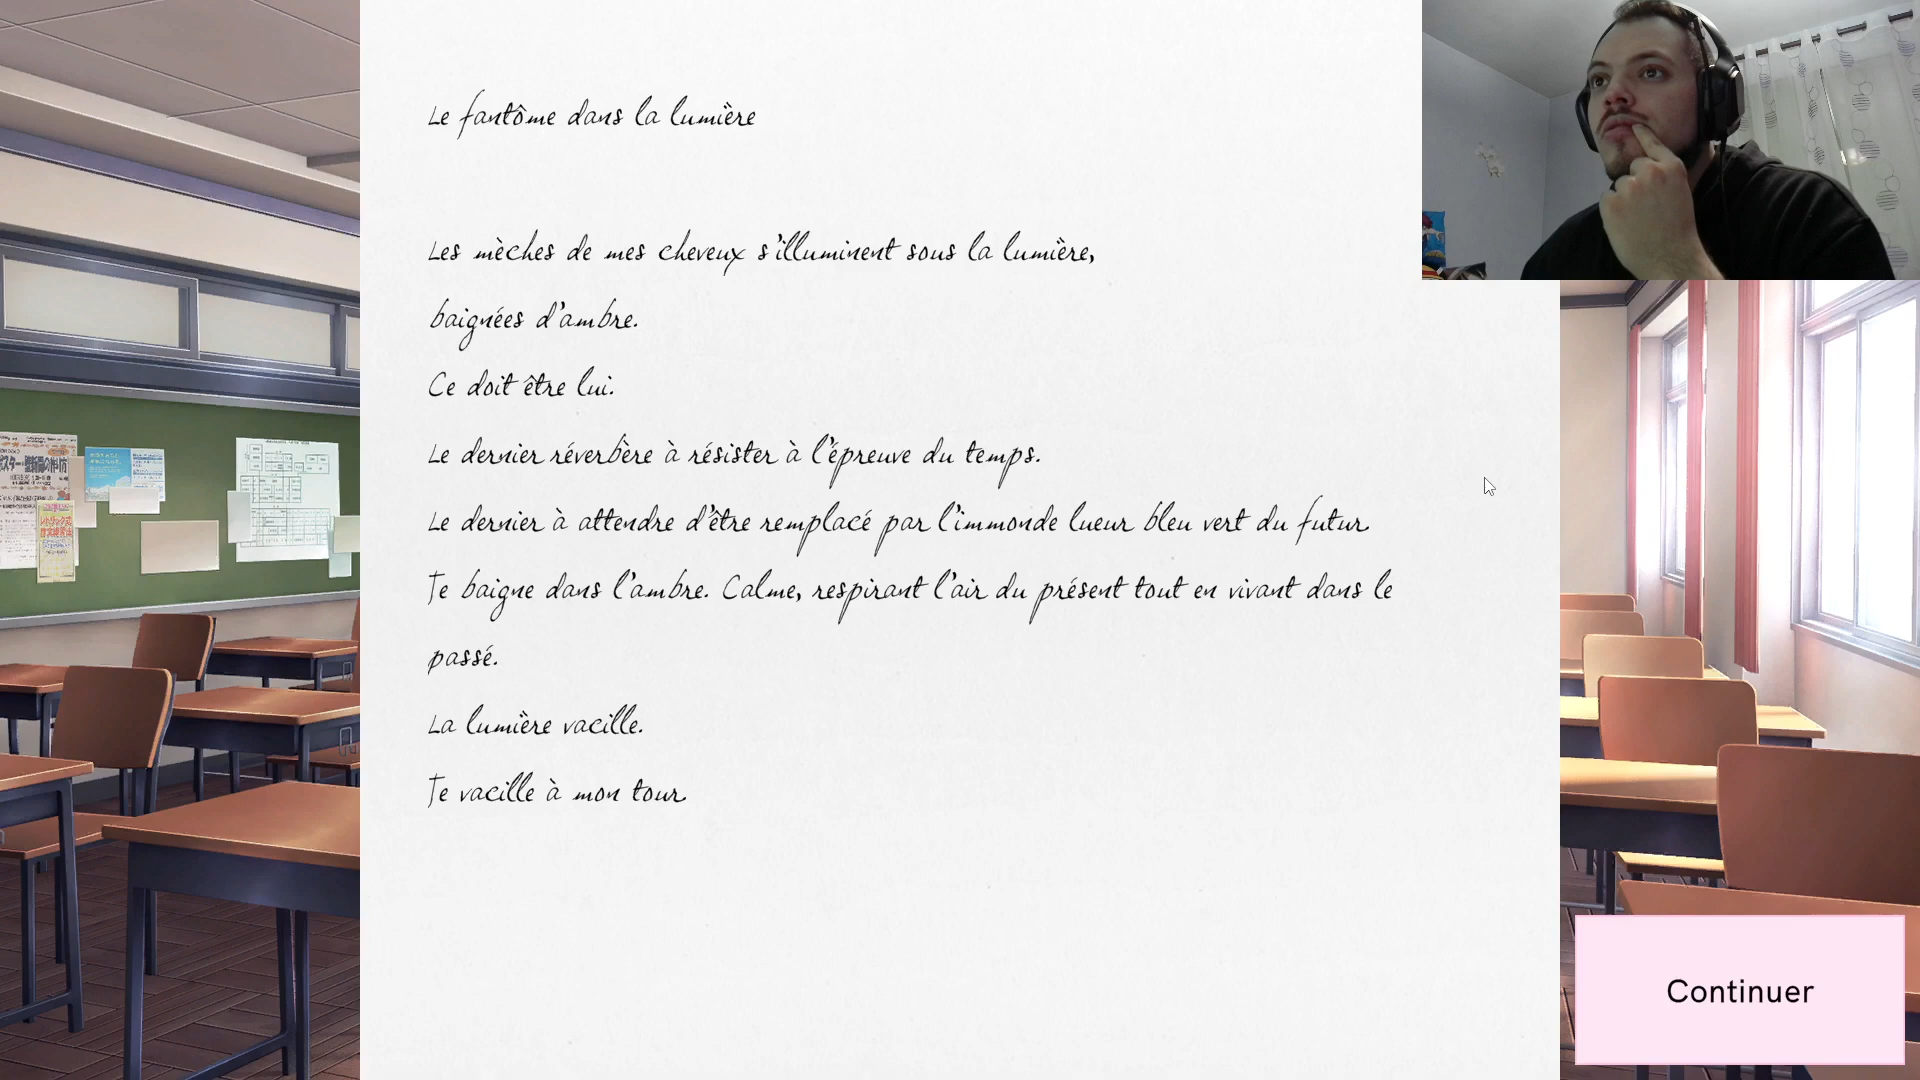 Le fantôme dans la lumière
Les mèches de mes cheveux s'illuminent sous la lumière,
baignées d'ambre.
Ce doit être lui.
Le dernier réverbère à résister à l'épreuve du temps.
Le dernier à attendre d'être remplacé par l'immonde lueur bleu vert du futur.
Je baigne dans l'ambre. Calme, respirant l'air du présent tout en vivant dans le
passé.
La lumière vacille.
Je vacille à mon tour.
Continuer